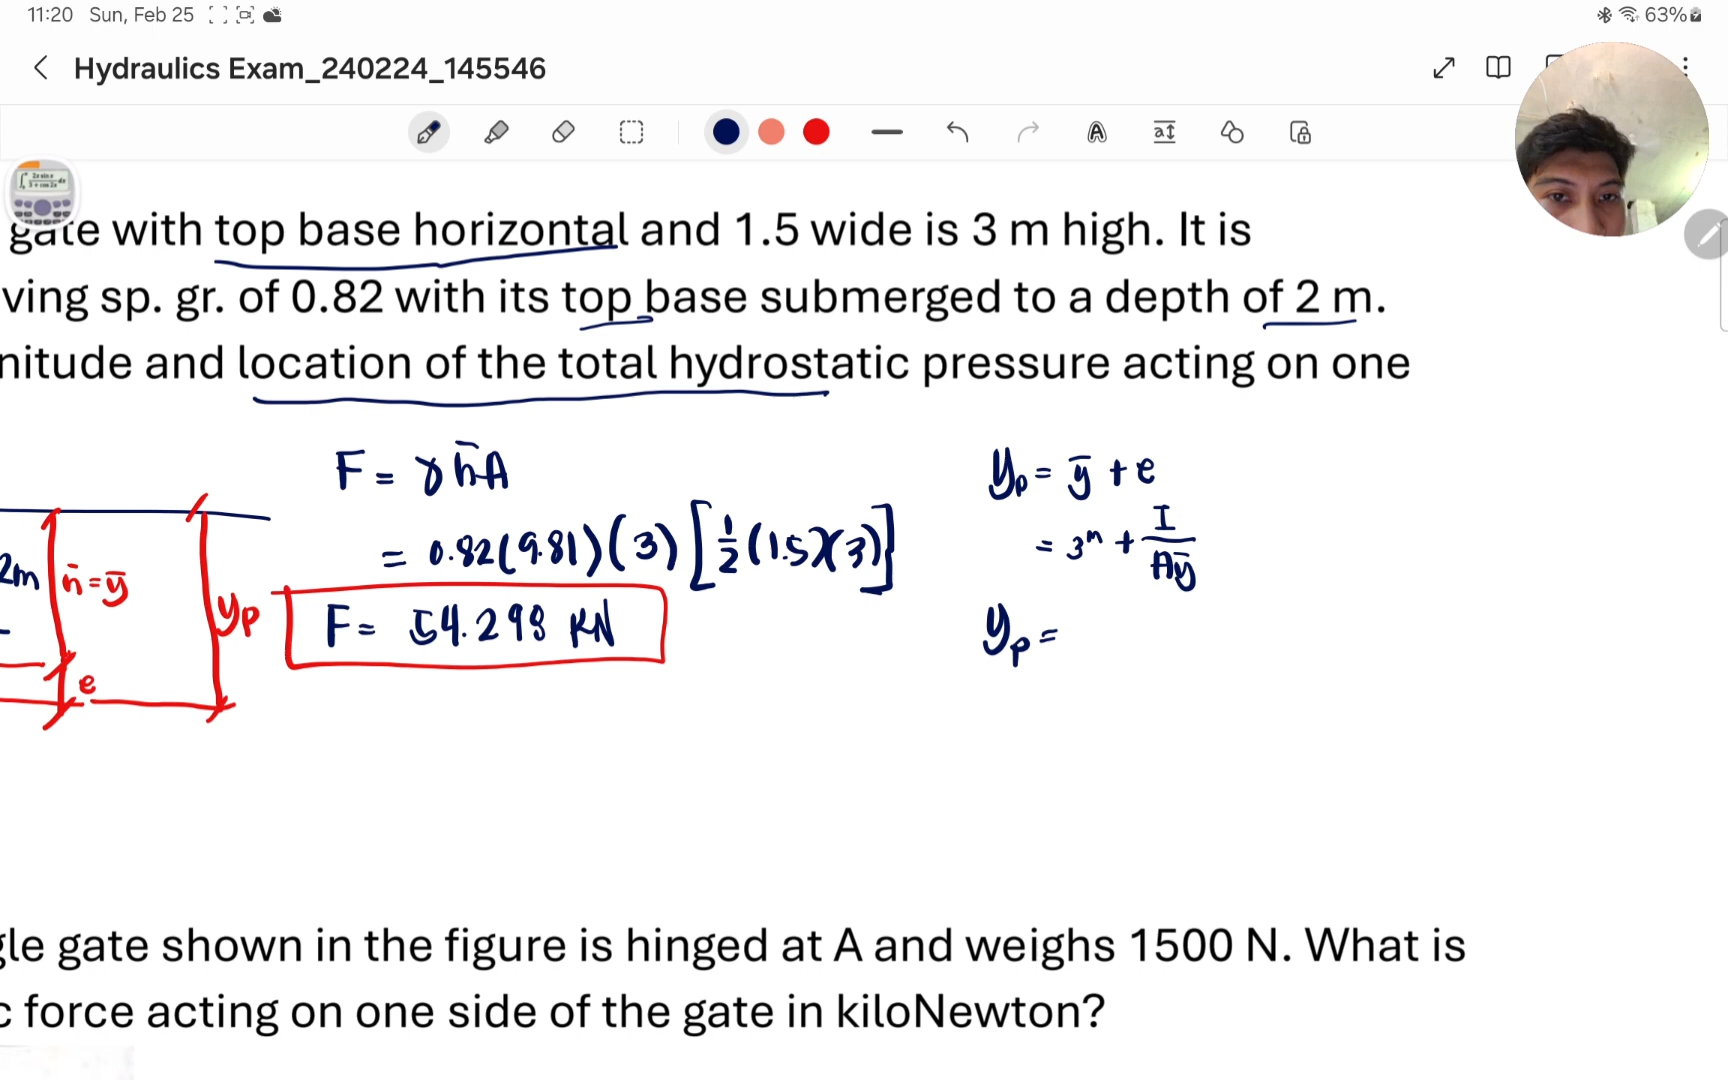 11:20 Sun, Feb 25
63%
Hydraulics Exam_240224_145546
gate with top base horizontal and 1.5 wide is 3 m high. It is
ving sp. gr. of 0.82 with its top base submerged to a depth of 2 m.
nitude and location of the total hydrostatic pressure acting on one
F = γh̄A
= 0.82(9.81)(3)[1/2(1.5)(3)]
F = 54.298 KN
2m
h̄ = ȳ
yp
e
yp = ȳ + e
= 3m + I/Aȳ
yp =
gle gate shown in the figure is hinged at A and weighs 1500 N. What is
c force acting on one side of the gate in kiloNewton?